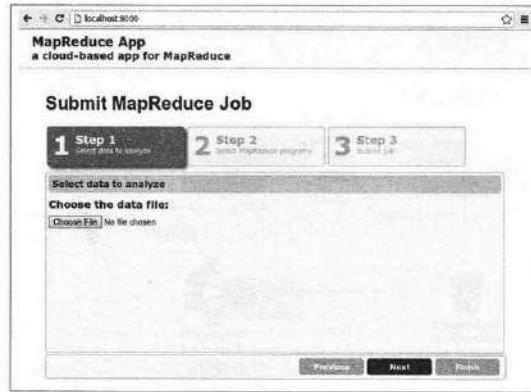 localhost:8000
MapReduce App
a cloud-based app for MapReduce
Submit MapReduce Job
1 Step 1
Select data to analyze
2 Step 2
Select MapReduce programs
3 Step 3
Submit job
Select data to analyze
Choose the data file:
Choose File No file chosen
Previous Next Finish